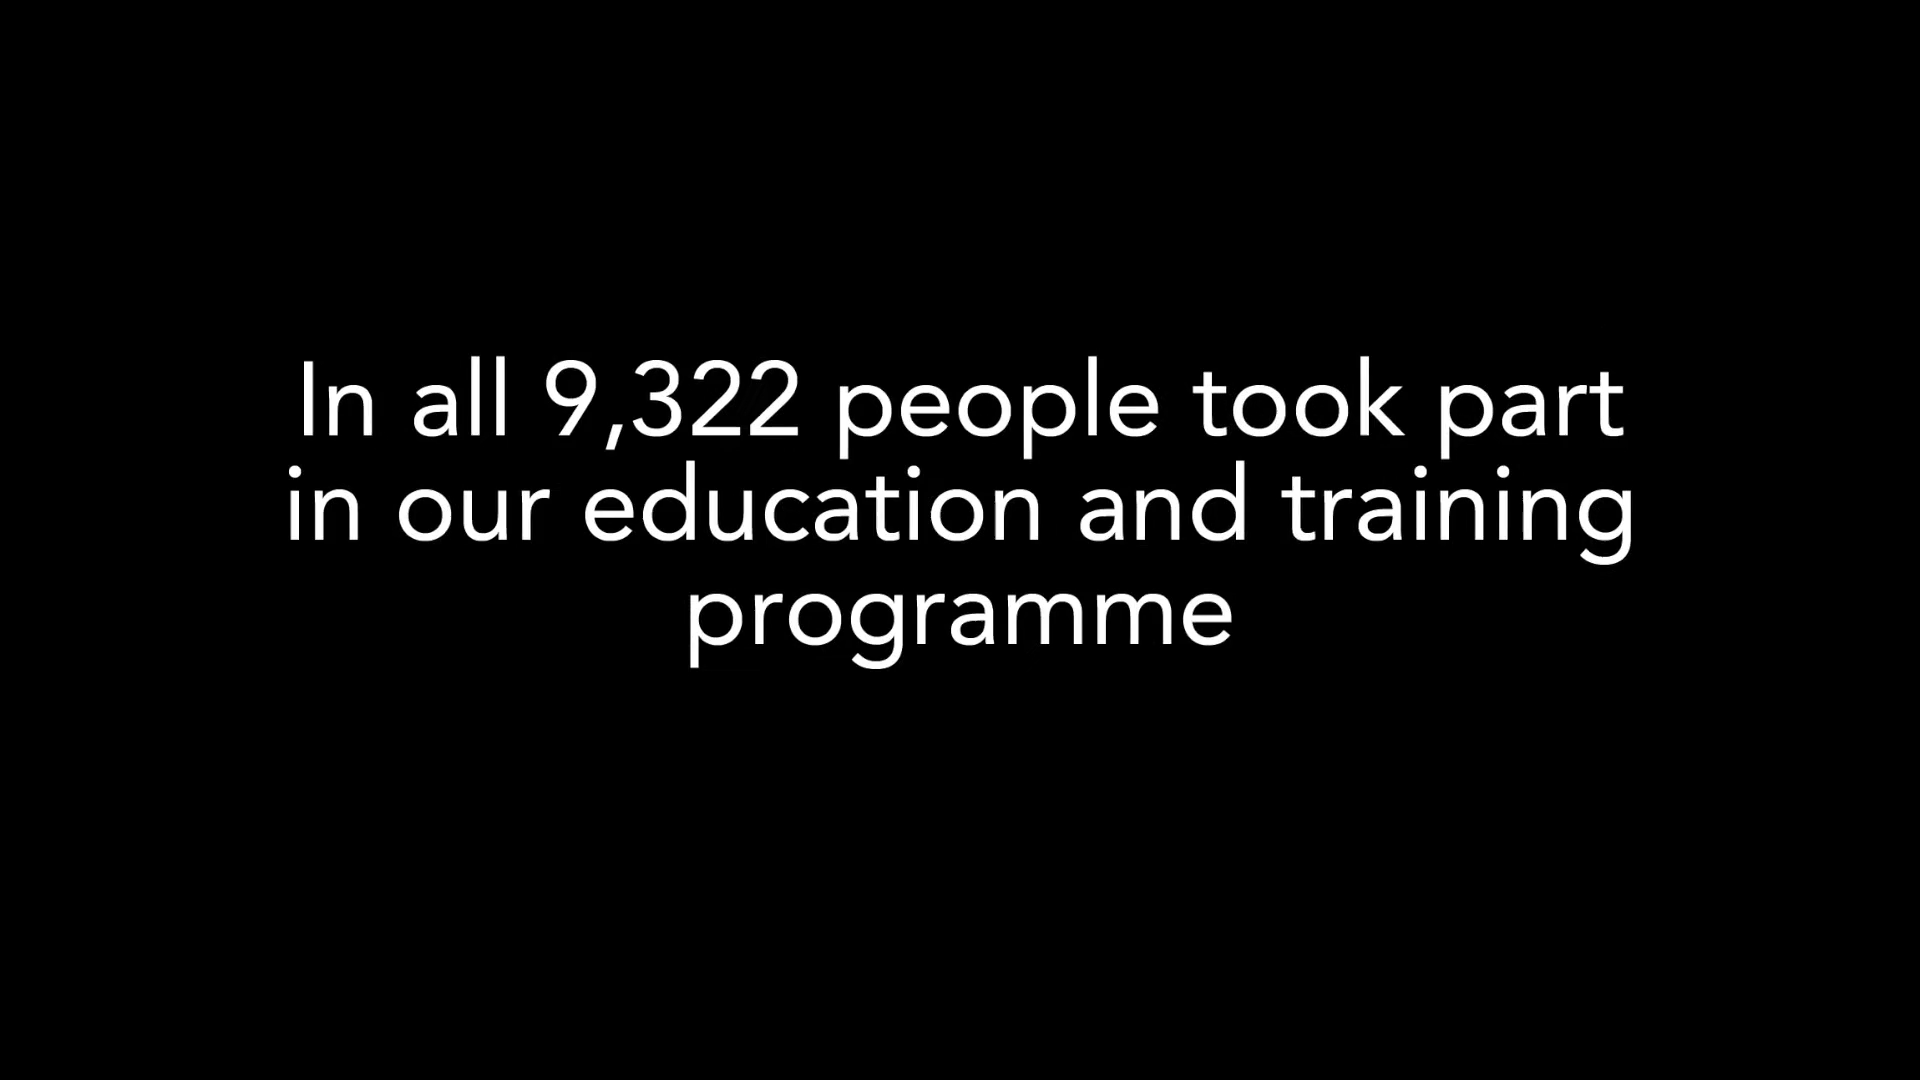 In all 9,322 people took part
in our education and training
programme